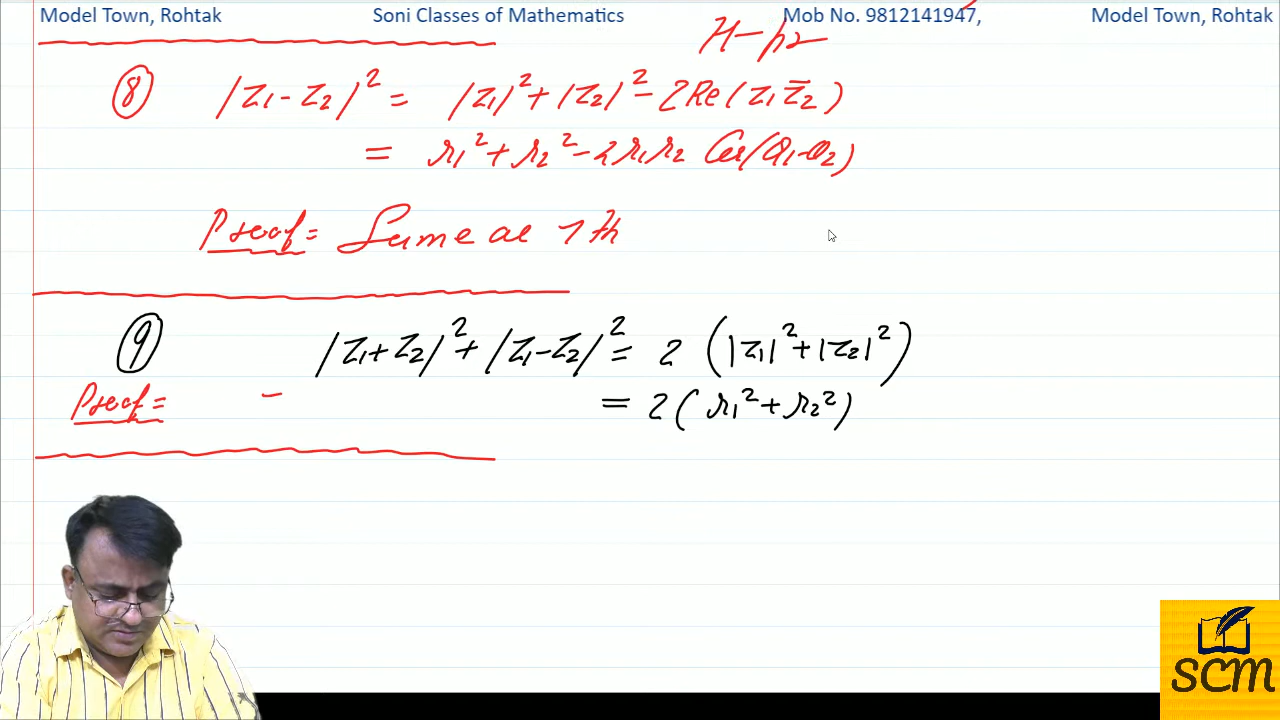 Model Town, Rohtak Soni Classes of Mathematics Mob No. 9812141947, Model Town, Rohtak
H-p2
(8) |z1 - z2|² = |z1|² + |z2|² - 2Re(z1 z̄2)
= r1² + r2² - 2r1r2 Cos(θ1-θ2)
Proof = Same as 7th
(9) |z1+z2|² + |z1-z2|² = 2 (|z1|² + |z2|²)
Proof = - = 2(r1² + r2²)
SCM